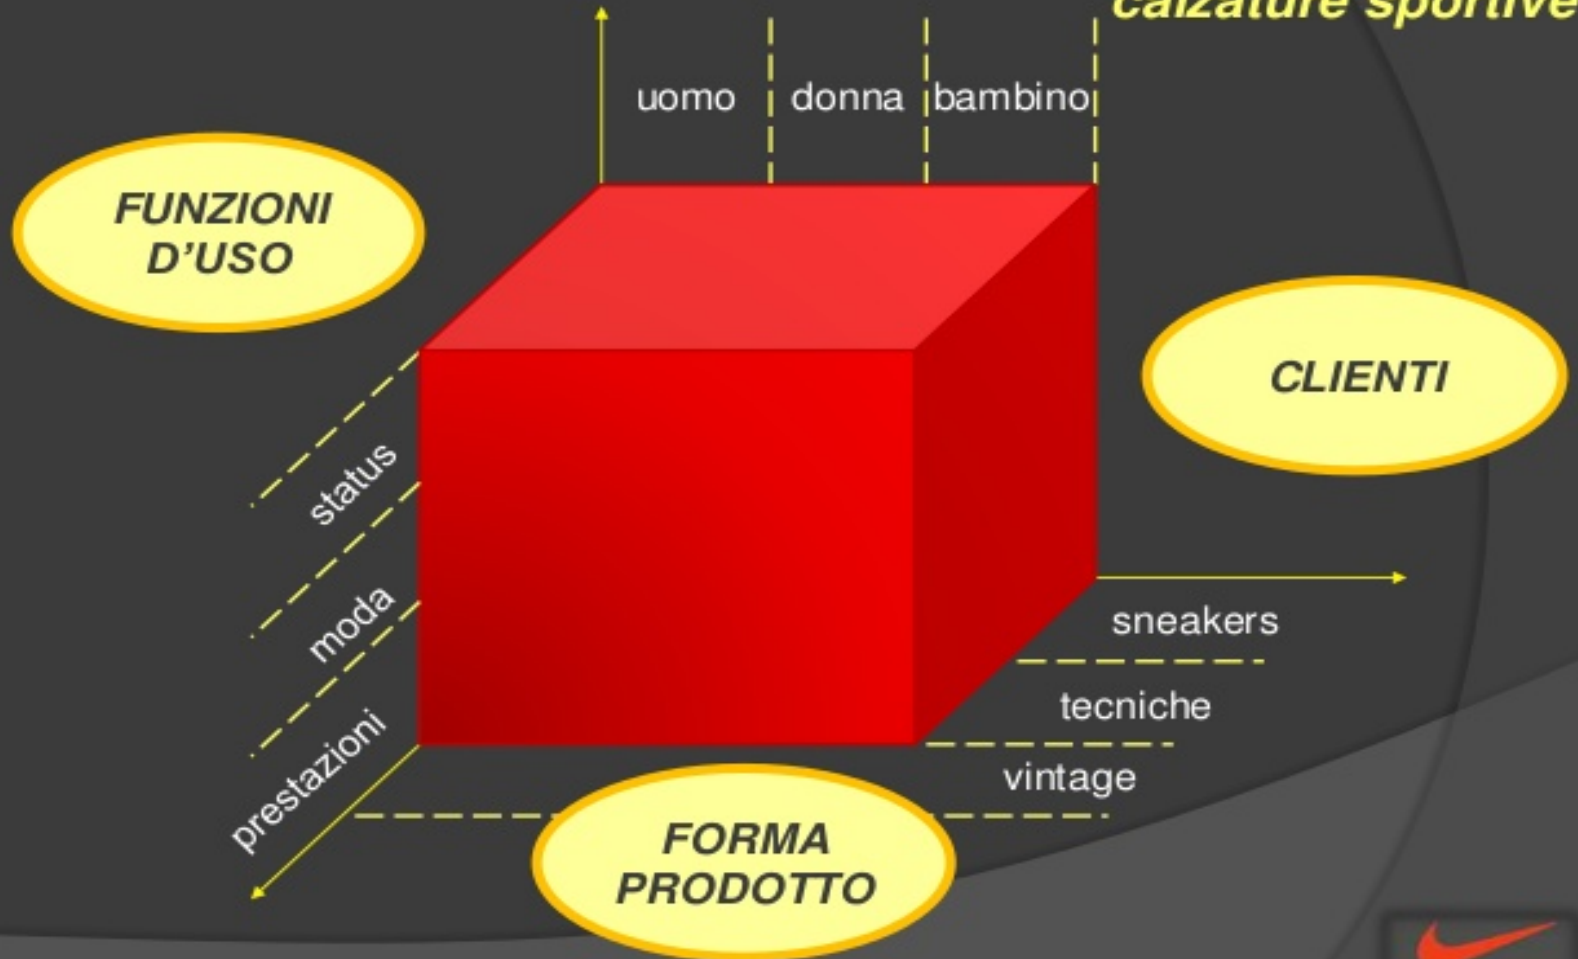 calzature sportive
uomo donna bambino
FUNZIONI
D’USO
CLIENTI
status
moda
prestazioni
sneakers
tecniche
vintage
FORMA
PRODOTTO